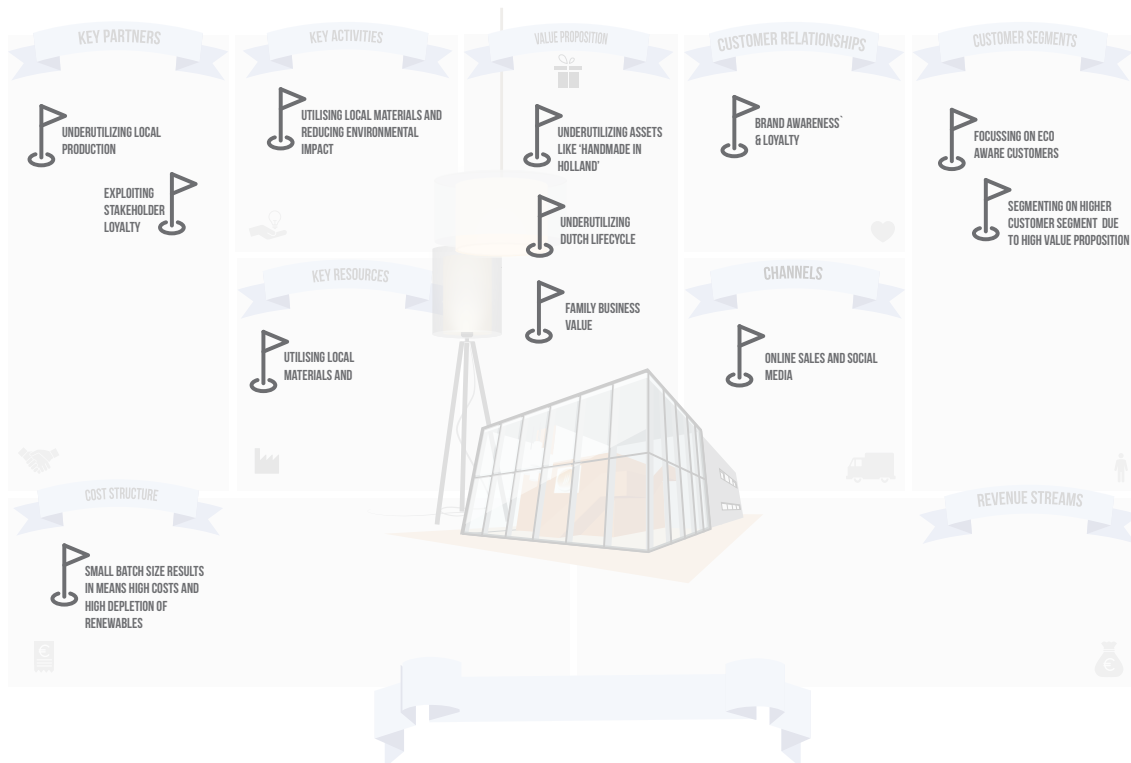 KEY PARTNERS
UNDERUTILIZING LOCAL
PRODUCTION
EXPLOITING
STAKEHOLDER
LOYALTY
KEY ACTIVITIES
UTILISING LOCAL MATERIALS AND
REDUCING ENVIRONMENTAL
IMPACT
KEY RESOURCES
UTILISING LOCAL
MATERIALS AND
VALUE PROPOSITION
UNDERUTILIZING ASSETS
LIKE ‘HANDMADE IN
HOLLAND’
UNDERUTILIZING
DUTCH LIFECYCLE
FAMILY BUSINESS
VALUE
CUSTOMER RELATIONSHIPS
BRAND AWARENESS`
& LOYALTY
CHANNELS
ONLINE SALES AND SOCIAL
MEDIA
CUSTOMER SEGMENTS
FOCUSSING ON ECO
AWARE CUSTOMERS
SEGMENTING ON HIGHER
CUSTOMER SEGMENT DUE
TO HIGH VALUE PROPOSITION
COST STRUCTURE
SMALL BATCH SIZE RESULTS
IN MEANS HIGH COSTS AND
HIGH DEPLETION OF
RENEWABLES
€
REVENUE STREAMS
€